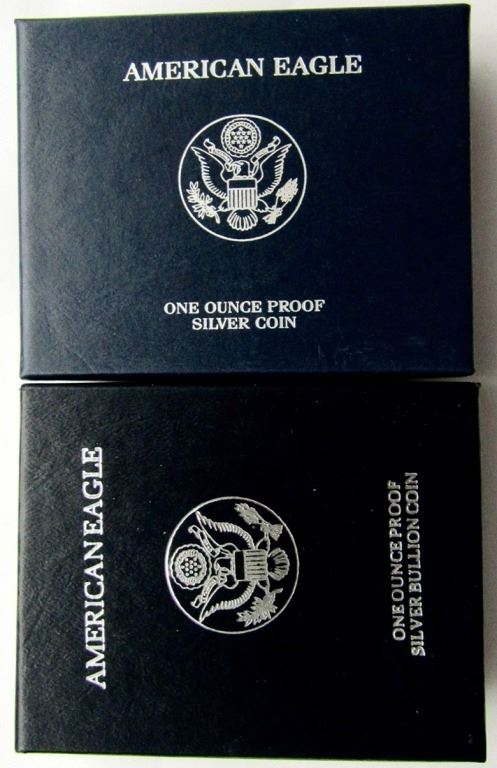 AMERICAN EAGLE
ONE OUNCE PROOF
SILVER COIN
AMERICAN EAGLE
ONE OUNCE PROOF
SILVER BULLION COIN